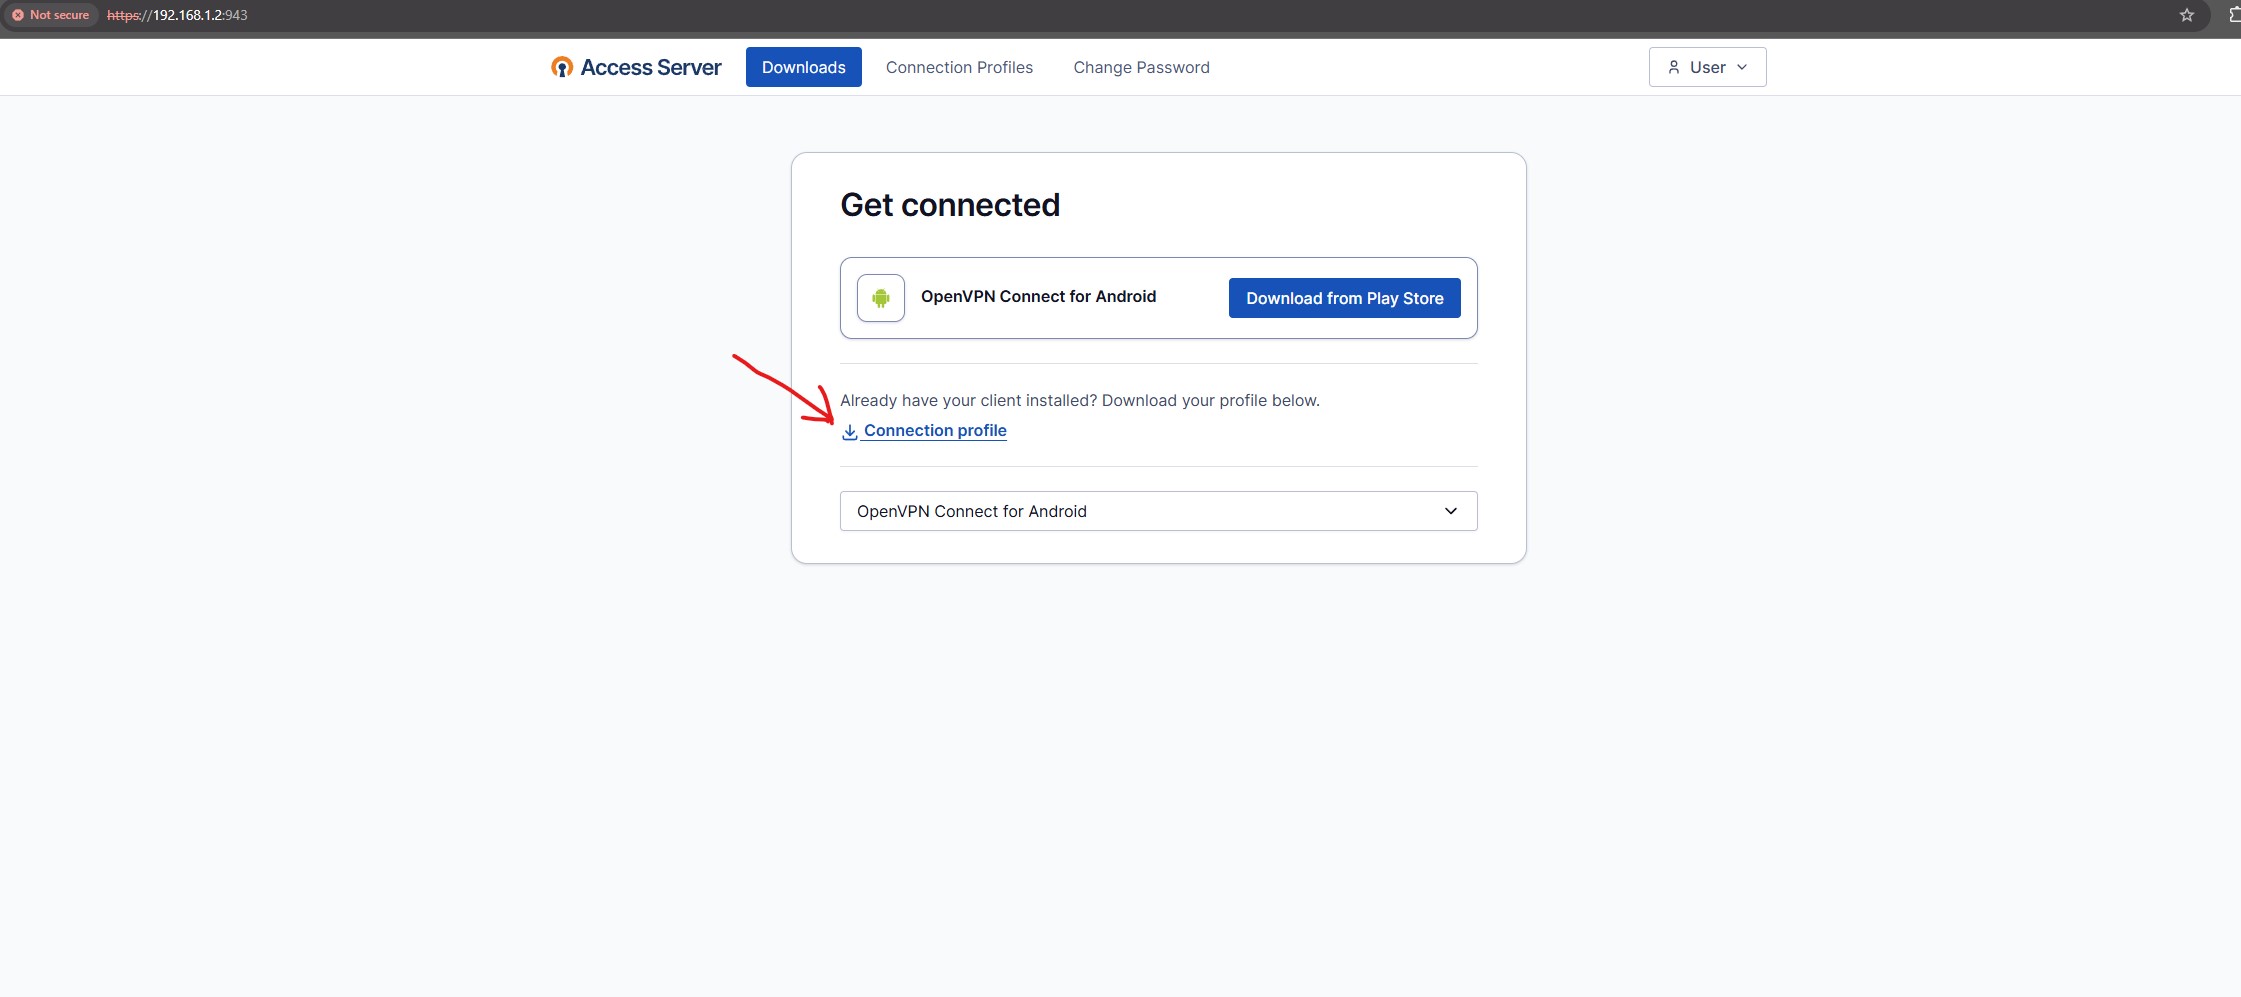 Not secure https://192.168.1.2:943
Access Server Downloads Connection Profiles Change Password User
Get connected
OpenVPN Connect for Android Download from Play Store
Already have your client installed? Download your profile below.
Connection profile
OpenVPN Connect for Android